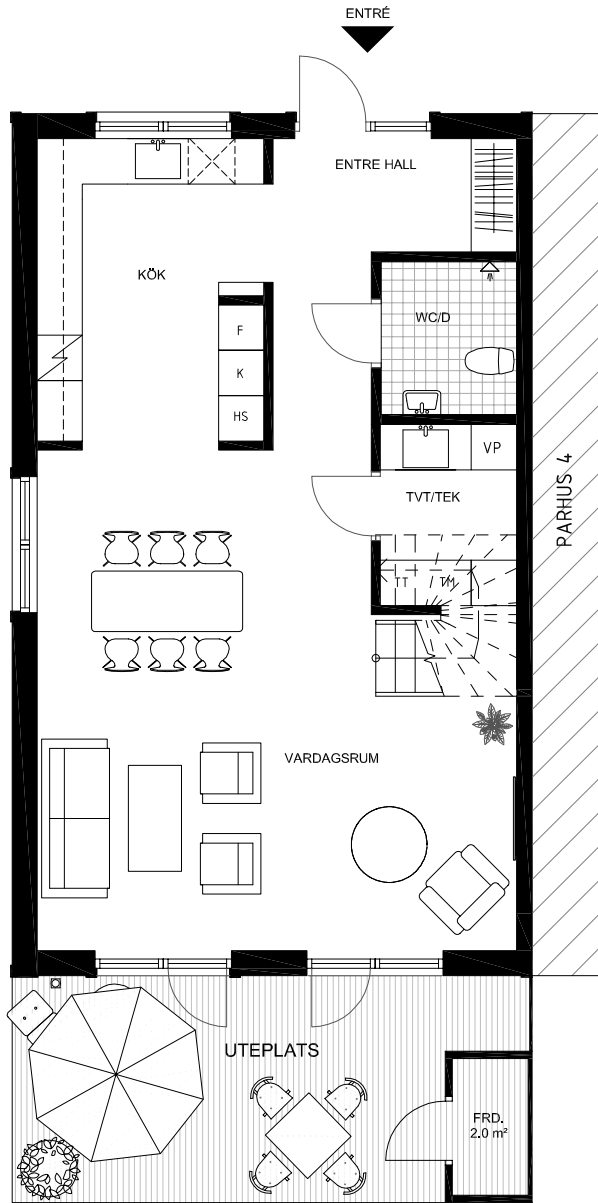 ENTRÉ
ENTRE HALL
KÖK
WC/D
F
K
HS
VP
TVT/TEK
PARHUS 4
TT
TM
VARDAGSRUM
UTEPLATS
FRD.
2.0 m²